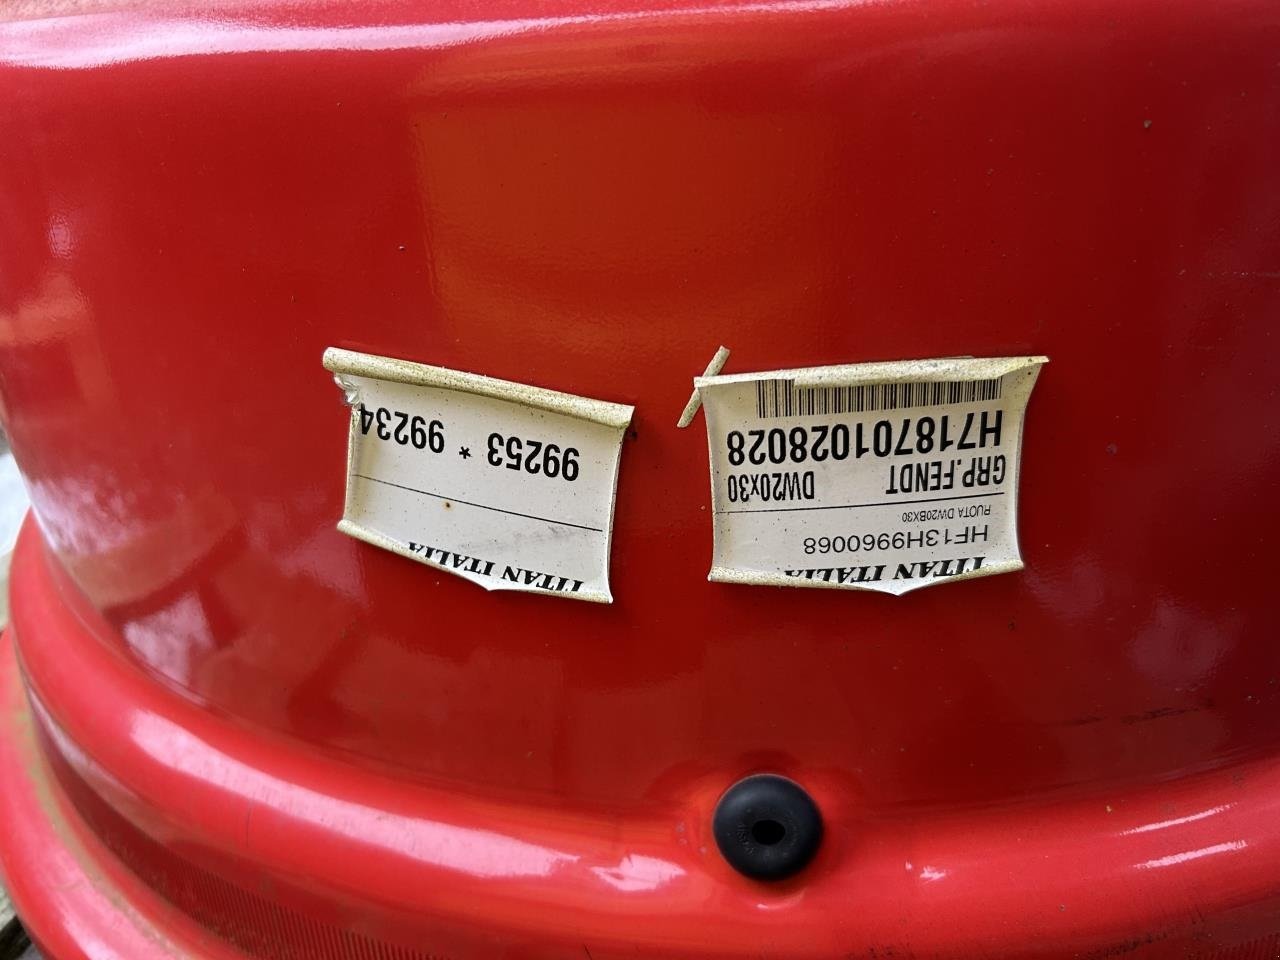 TITAN ITALIA
HF13H9960068
RUOTA DW20BX30
GRP.FENDT DW20x30
H718701028028
TITAN ITALIA
99253 * 99234